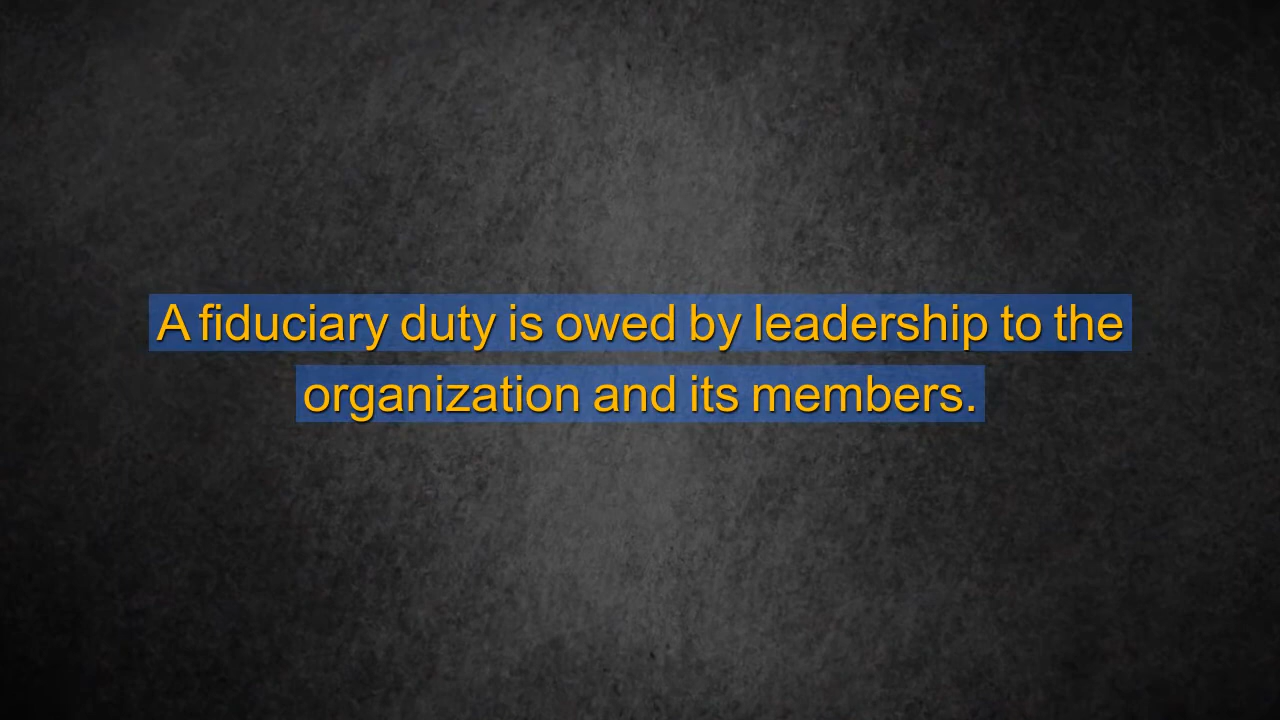 A fiduciary duty is owed by leadership to the
organization and its members.